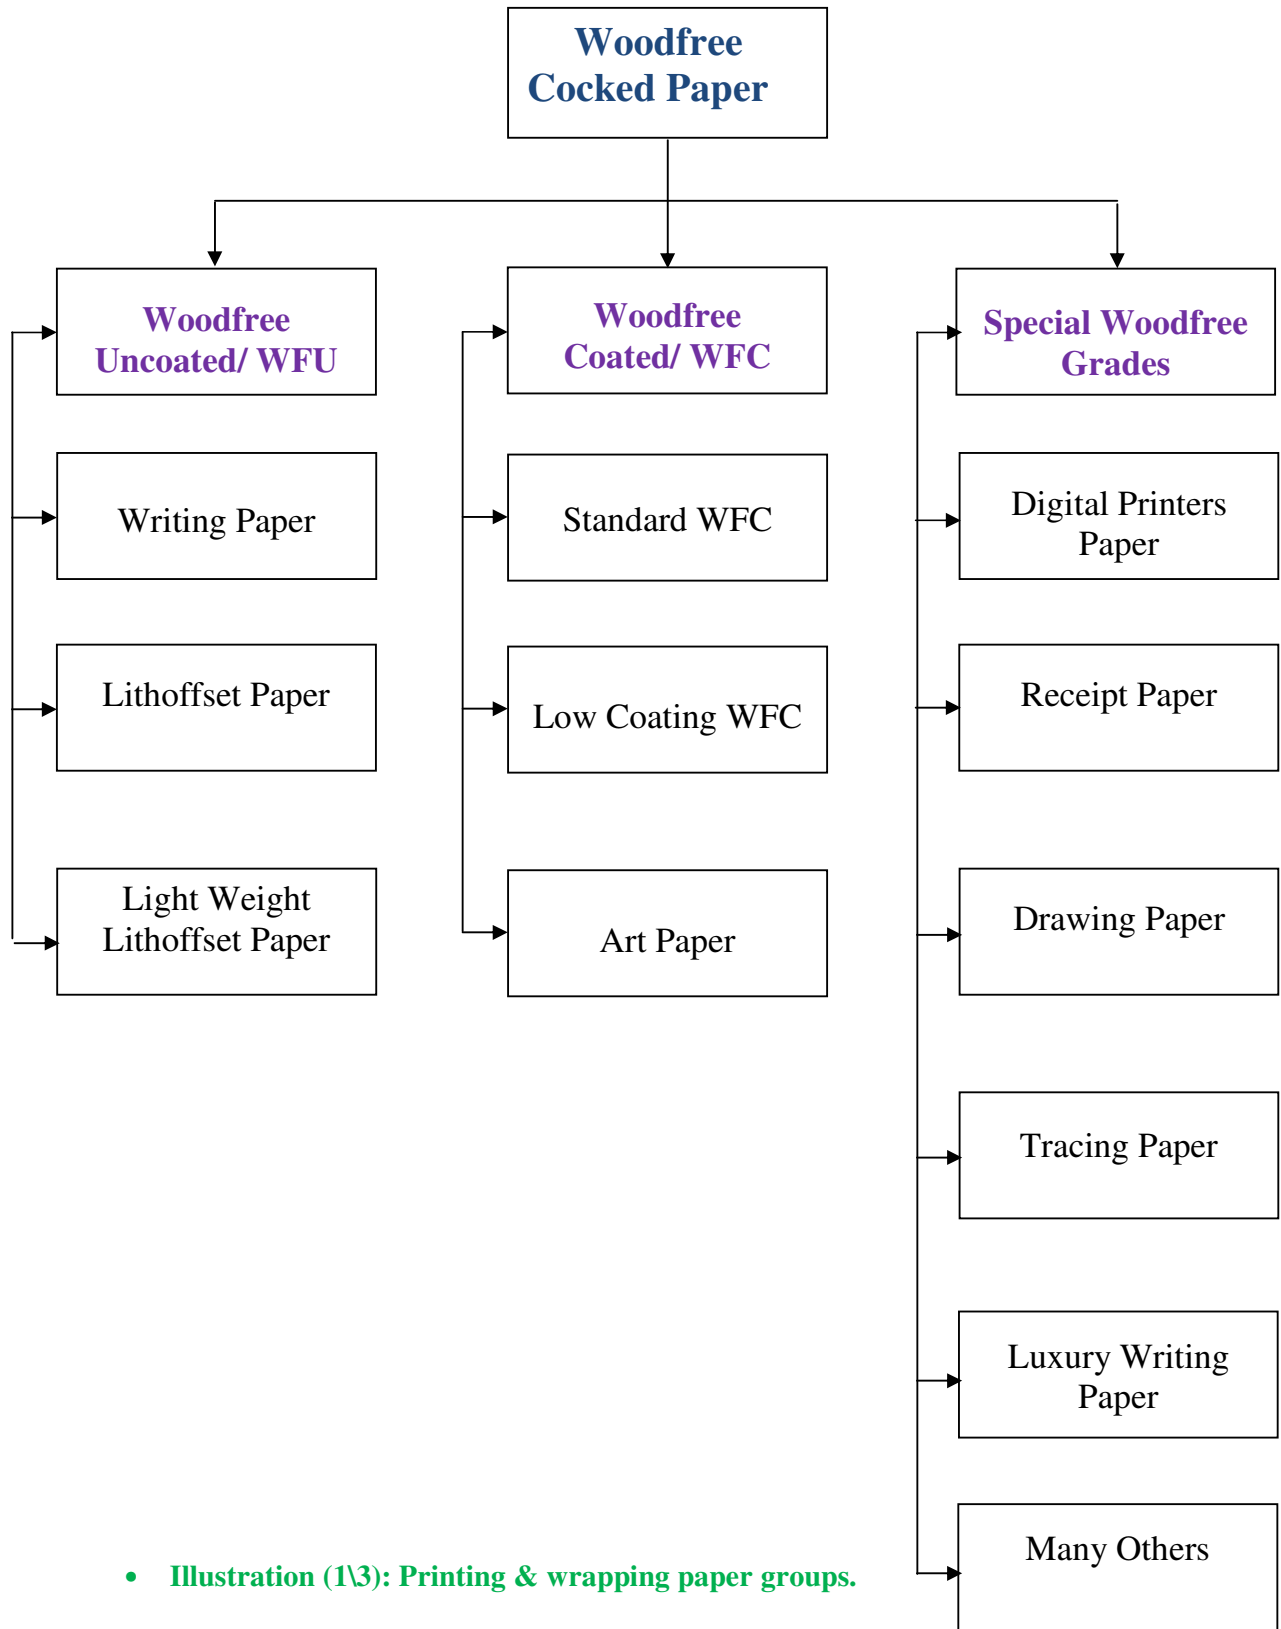 Woodfree
Cocked Paper
Woodfree
Uncoated/ WFU
Writing Paper
Lithoffset Paper
Light Weight
Lithoffset Paper
Woodfree
Coated/ WFC
Standard WFC
Low Coating WFC
Art Paper
Special Woodfree
Grades
Digital Printers
Paper
Receipt Paper
Drawing Paper
Tracing Paper
Luxury Writing
Paper
Many Others
• Illustration (1\3): Printing & wrapping paper groups.